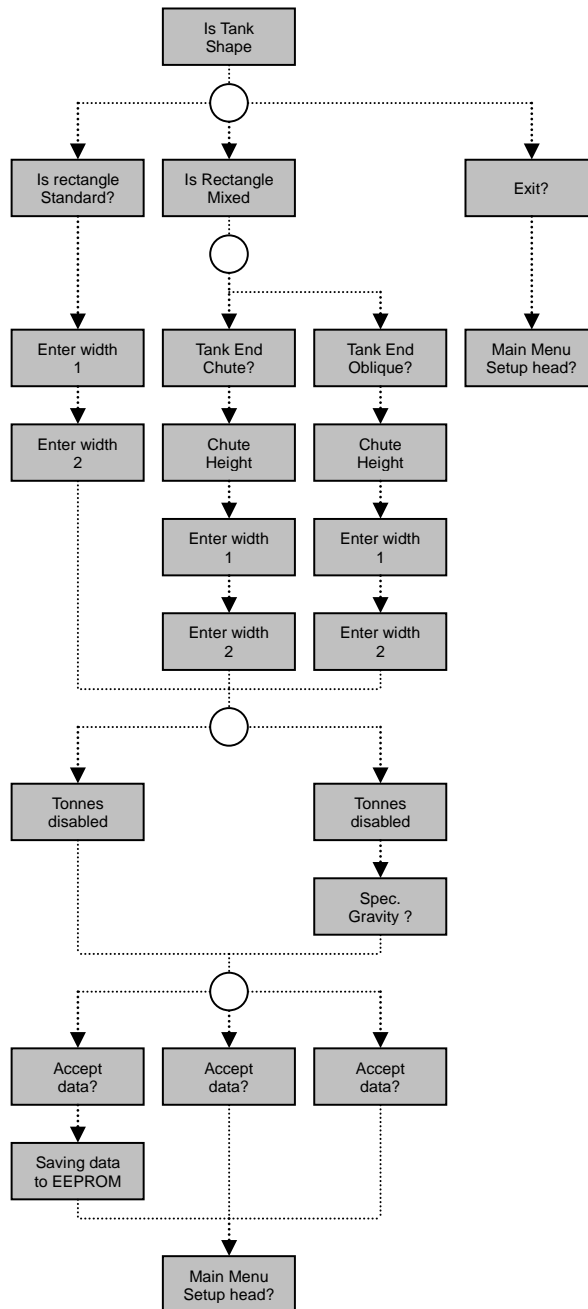 Is Tank
Shape
Is rectangle
Standard?
Is Rectangle
Mixed
Exit?
Enter width
1
Tank End
Chute?
Tank End
Oblique?
Main Menu
Setup head?
Enter width
2
Chute
Height
Chute
Height
Enter width
1
Enter width
1
Enter width
2
Enter width
2
Tonnes
disabled
Tonnes
disabled
Spec.
Gravity ?
Accept
data?
Accept
data?
Accept
data?
Saving data
to EEPROM
Main Menu
Setup head?